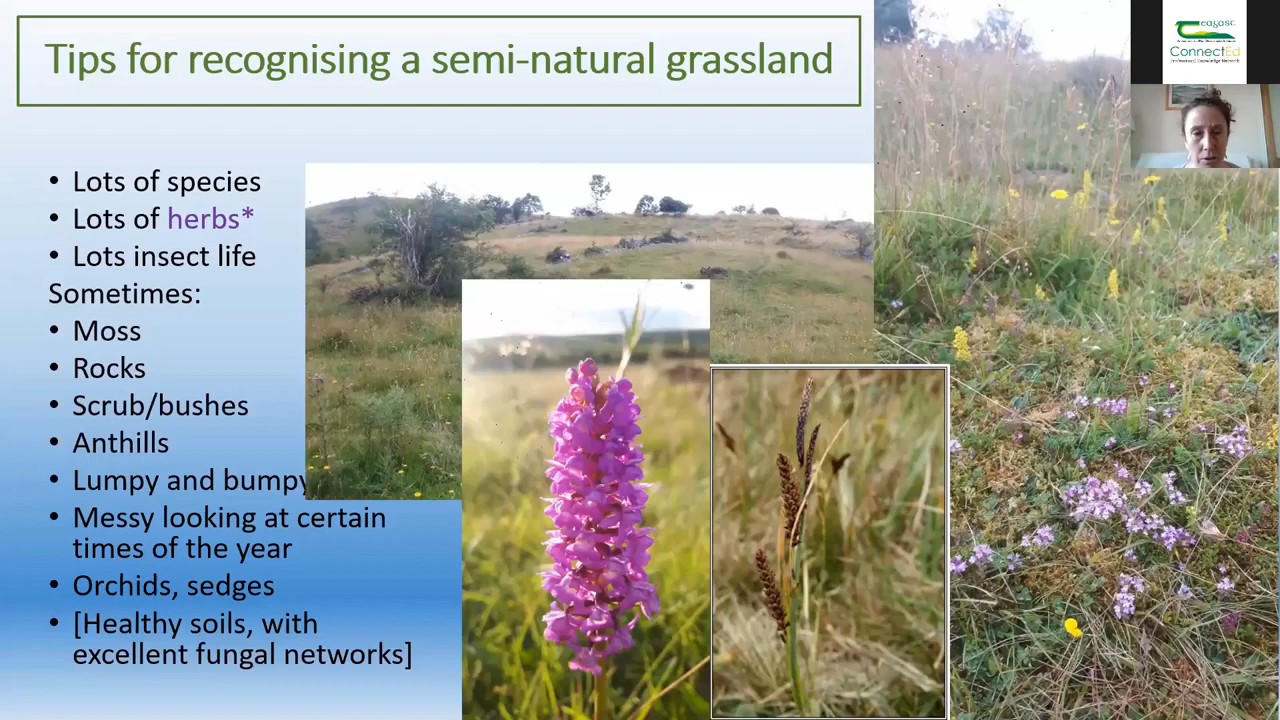 Tips for recognising a semi-natural grassland
• Lots of species
• Lots of herbs*
• Lots insect life
Sometimes:
• Moss
• Rocks
• Scrub/bushes
• Anthills
• Lumpy and bumpy
• Messy looking at certain
times of the year
• Orchids, sedges
• [Healthy soils, with
excellent fungal networks]
eagasc
ConnectEd